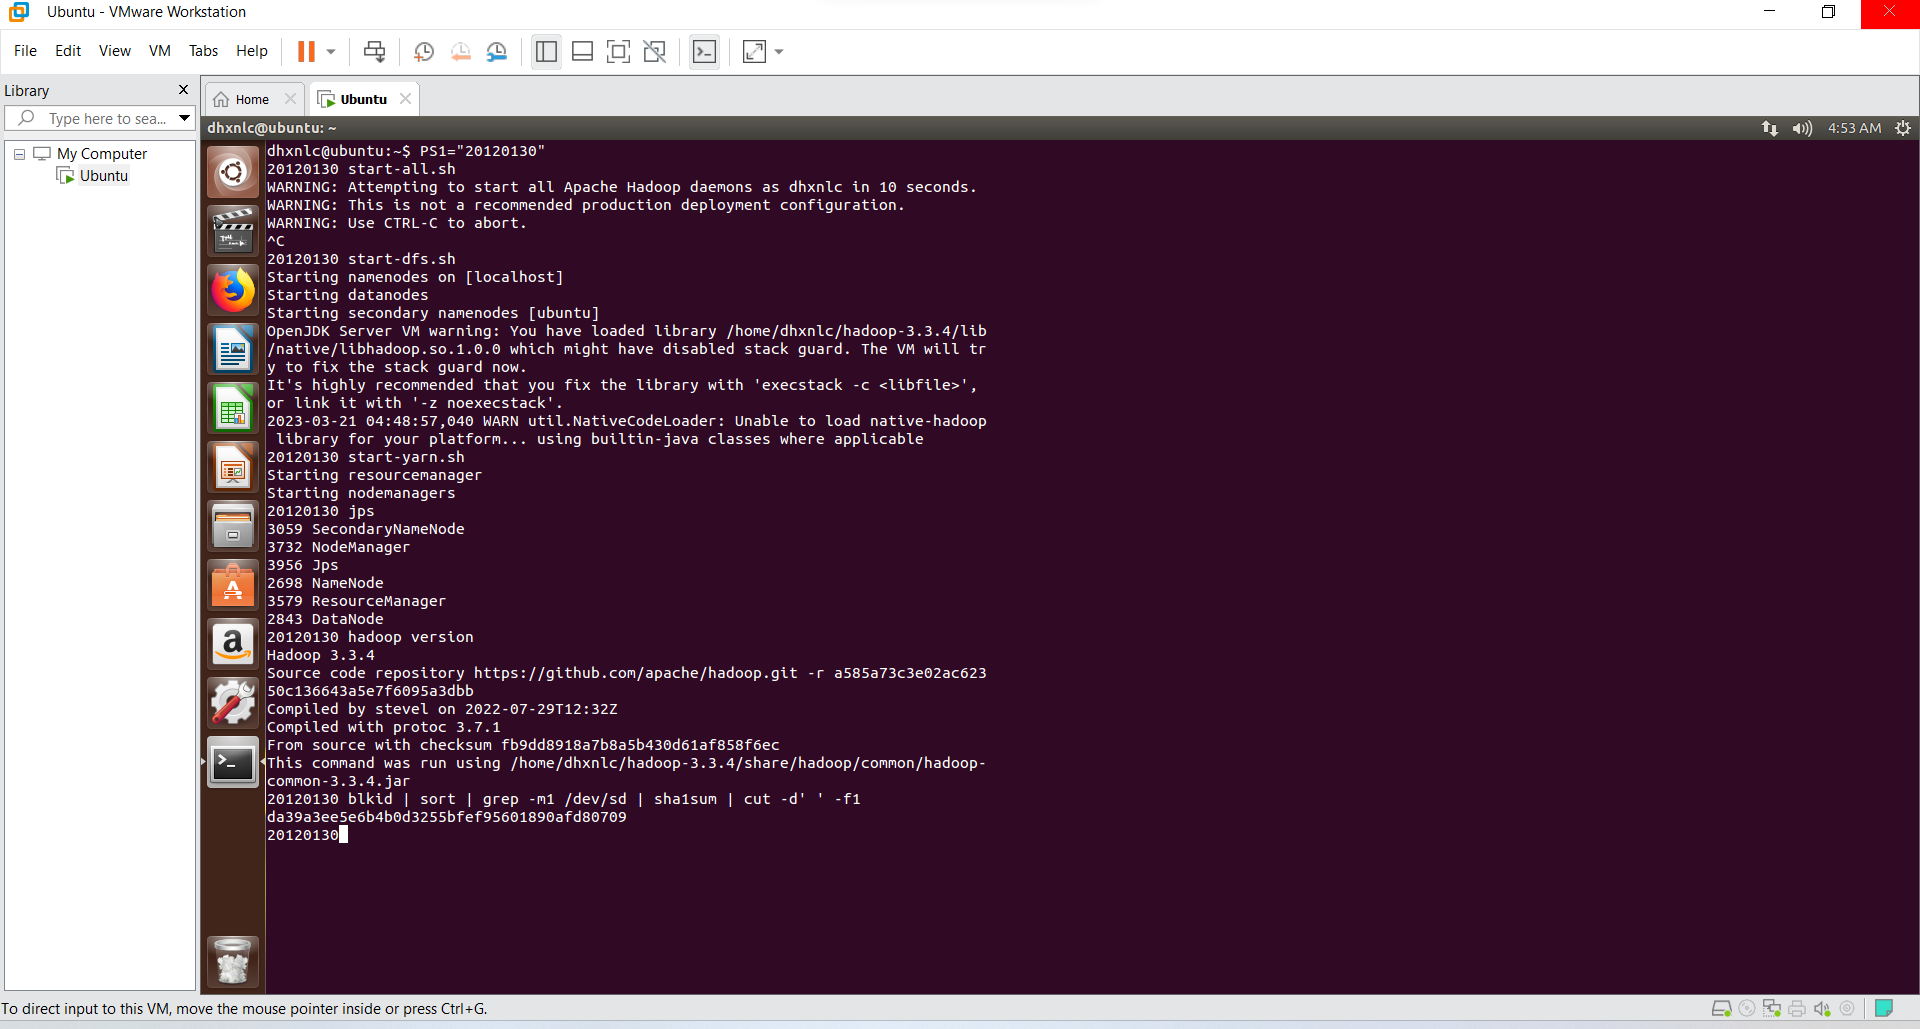 Ubuntu - VMware Workstation
File Edit View VM Tabs Help
Library
Home
Ubuntu
Type here to sea...
dhxnlc@ubuntu: ~
4:53 AM
My Computer
Ubuntu
dhxnlc@ubuntu:~$ PS1="20120130"
20120130 start-all.sh
WARNING: Attempting to start all Apache Hadoop daemons as dhxnlc in 10 seconds.
WARNING: This is not a recommended production deployment configuration.
WARNING: Use CTRL-C to abort.
^C
20120130 start-dfs.sh
Starting namenodes on [localhost]
Starting datanodes
Starting secondary namenodes [ubuntu]
OpenJDK Server VM warning: You have loaded library /home/dhxnlc/hadoop-3.3.4/lib
/native/libhadoop.so.1.0.0 which might have disabled stack guard. The VM will tr
y to fix the stack guard now.
It's highly recommended that you fix the library with 'execstack -c <libfile>',
or link it with '-z noexecstack'.
2023-03-21 04:48:57,040 WARN util.NativeCodeLoader: Unable to load native-hadoop
 library for your platform... using builtin-java classes where applicable
20120130 start-yarn.sh
Starting resourcemanager
Starting nodemanagers
20120130 jps
3059 SecondaryNameNode
3732 NodeManager
3956 Jps
2698 NameNode
3579 ResourceManager
2843 DataNode
20120130 hadoop version
Hadoop 3.3.4
Source code repository https://github.com/apache/hadoop.git -r a585a73c3e02ac623
50c136643a5e7f6095a3dbb
Compiled by stevel on 2022-07-29T12:32Z
Compiled with protoc 3.7.1
From source with checksum fb9dd8918a7b8a5b430d61af858f6ec
This command was run using /home/dhxnlc/hadoop-3.3.4/share/hadoop/common/hadoop-
common-3.3.4.jar
20120130 blkid | sort | grep -m1 /dev/sd | sha1sum | cut -d' ' -f1
da39a3ee5e6b4b0d3255bfef95601890afd80709
20120130
To direct input to this VM, move the mouse pointer inside or press Ctrl+G.